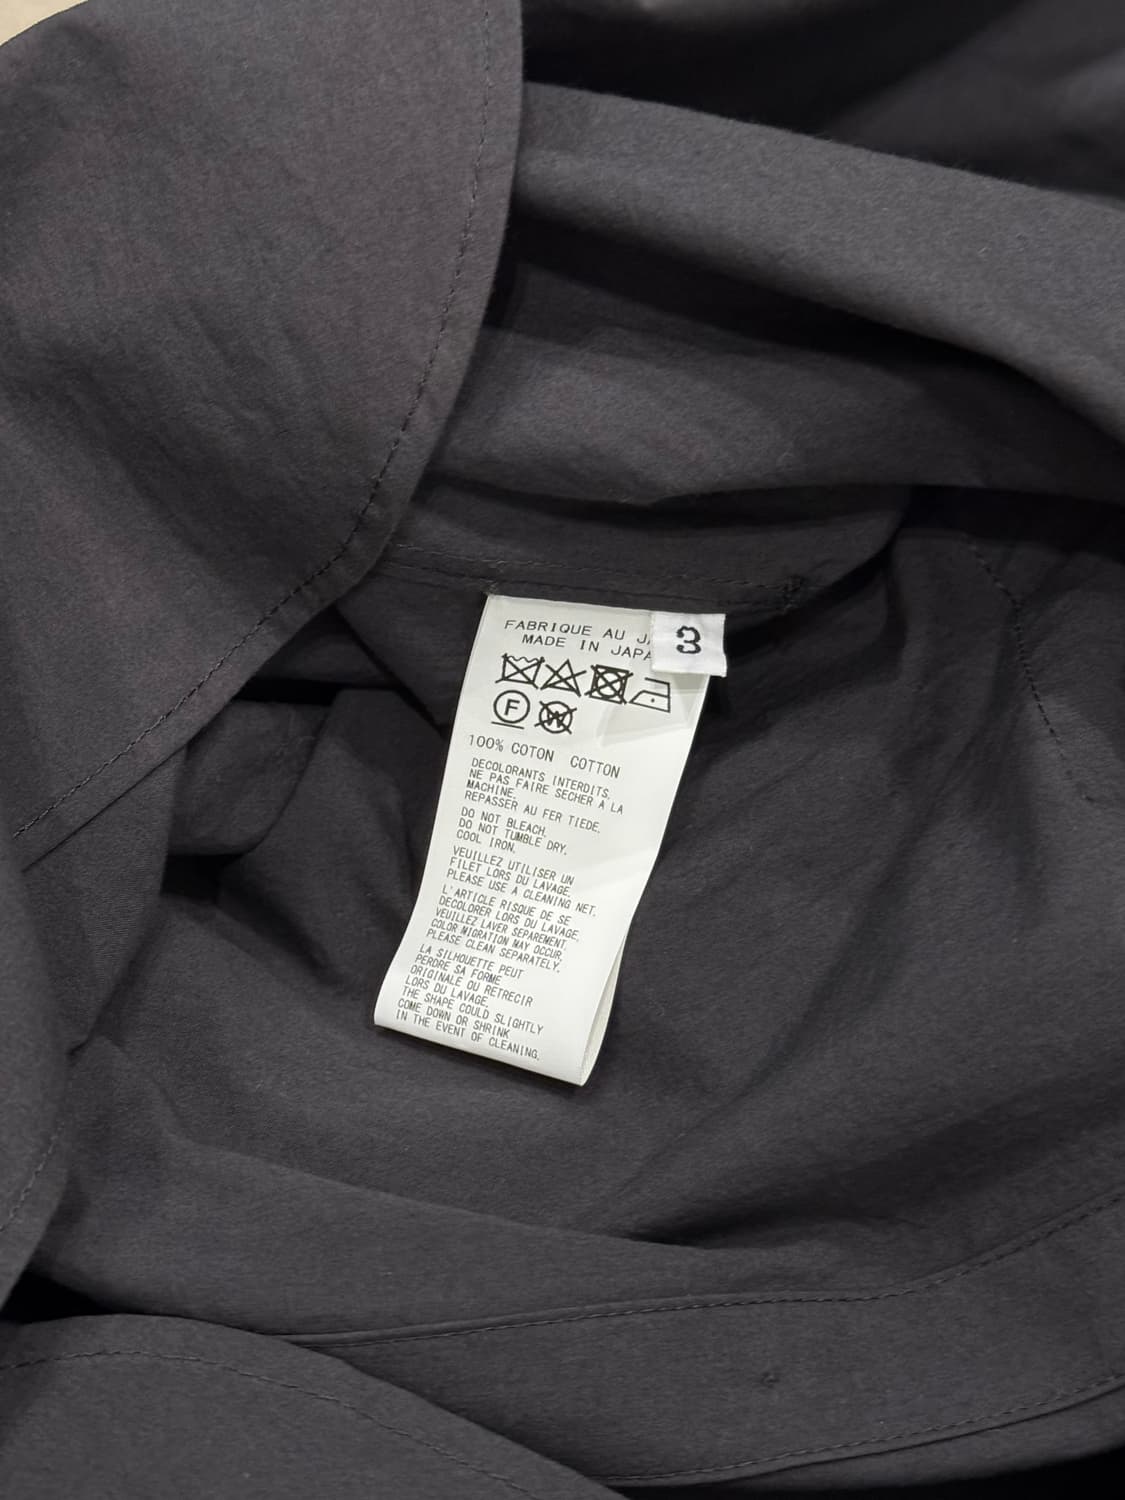 FABRIQUE AU
3
MADE IN
F
W
100% COTON COTTON
DECOLORANTS INTERDITS,
NE PAS FAIRE SECHER A LA
MACHINE.
REPASSER AU FER TIEDE.
DO NOT BLEACH.
DO NOT TUMBLE DRY.
COOL IRON.
VEUILLEZ UTILISER UN
FILET LORS DU LAVAGE.
PLEASE USE A CLEANING NET.
L'ARTICLE RISQUE DE SE
DECOLORER LORS DU LAVAGE.
VEUILLEZ LAVER SEPAREMENT.
COLOR MIGRATION MAY OCCUR.
PLEASE CLEAN SEPARATELY.
LA SILHOUETTE PEUT
PERDRE SA FORME
ORIGINALE OU RETRECIR
LORS DU LAVAGE.
THE SHAPE COULD SLIGHTLY
COME DOWN OR SHRINK
IN THE EVENT OF CLEANING.